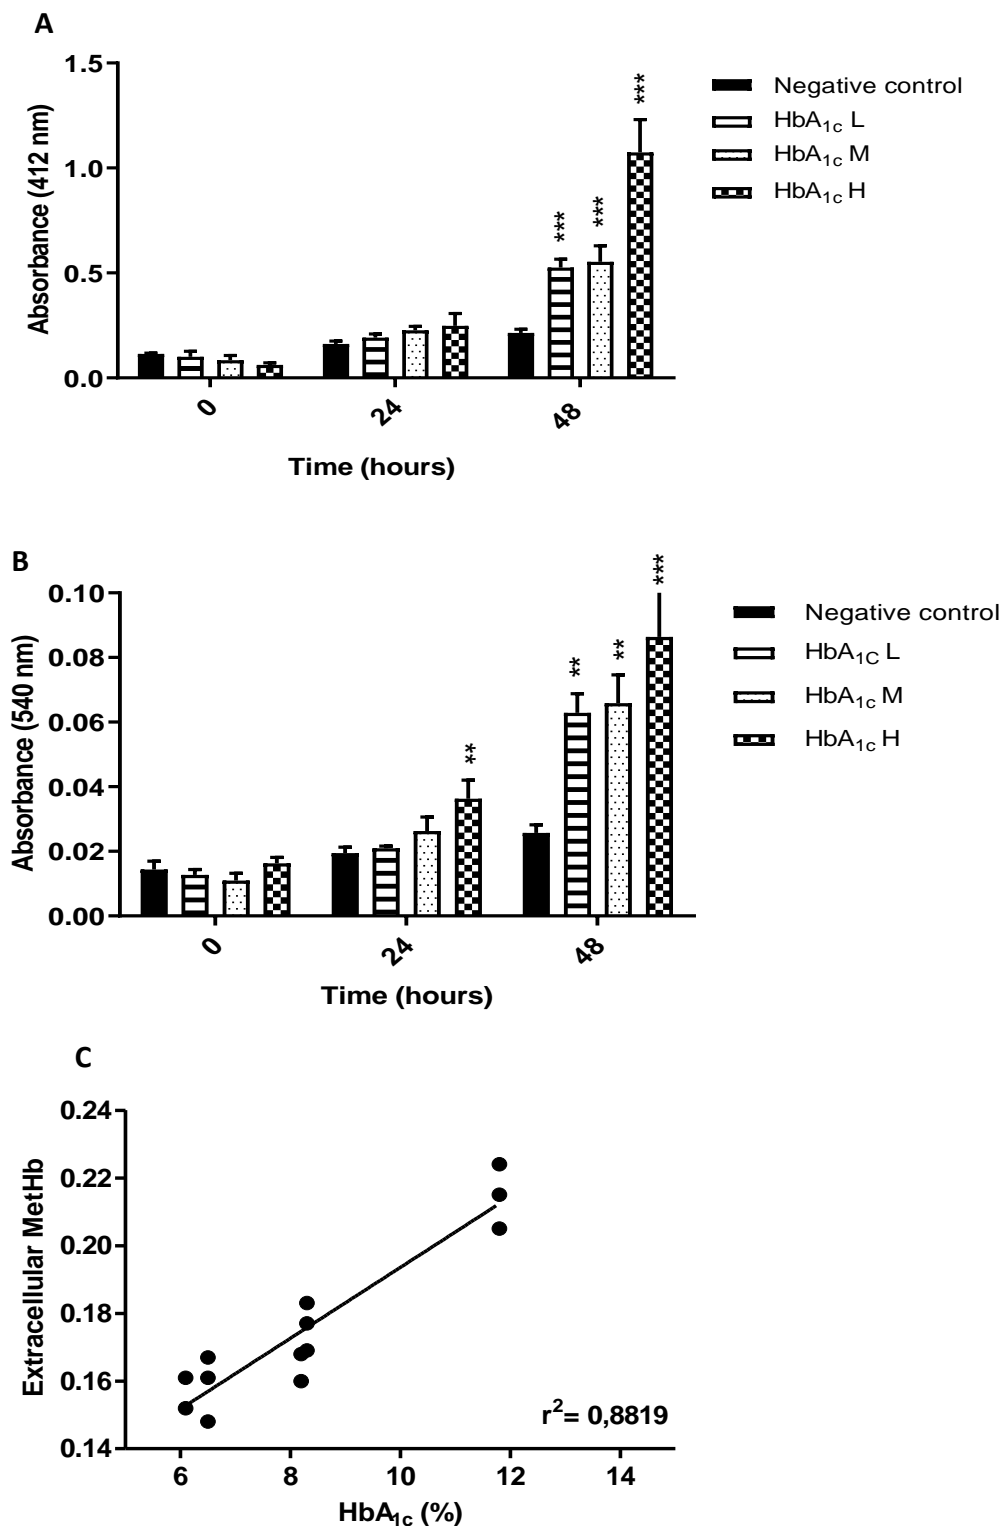 A
1.5
1.0
0.5
0.0
Absorbance (412 nm)
***
***
***
0
24
48
Time (hours)
Negative control
HbA1c L
HbA1c M
HbA1c H
B
0.10
0.08
0.06
0.04
0.02
0.00
Absorbance (540 nm)
**
**
**
***
0
24
48
Time (hours)
Negative control
HbA1C L
HbA1c M
HbA1c H
C
0.24
0.22
0.20
0.18
0.16
0.14
Extracellular MetHb
r2= 0,8819
6 8 10 12 14
HbA1c (%)